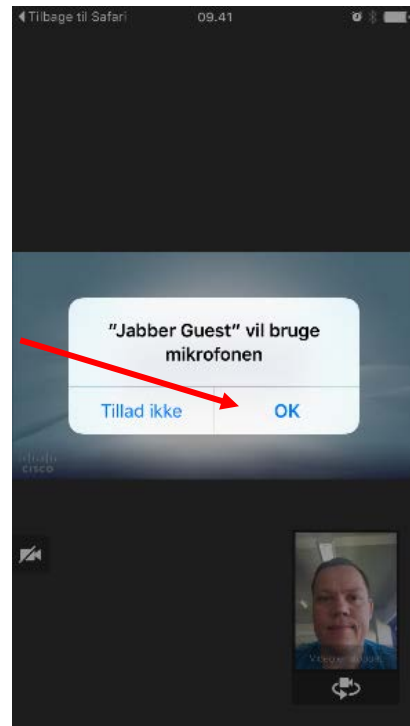 Tilbage til Safari 09.41
"Jabber Guest" vil bruge
mikrofonen
Tillad ikke OK
cisco